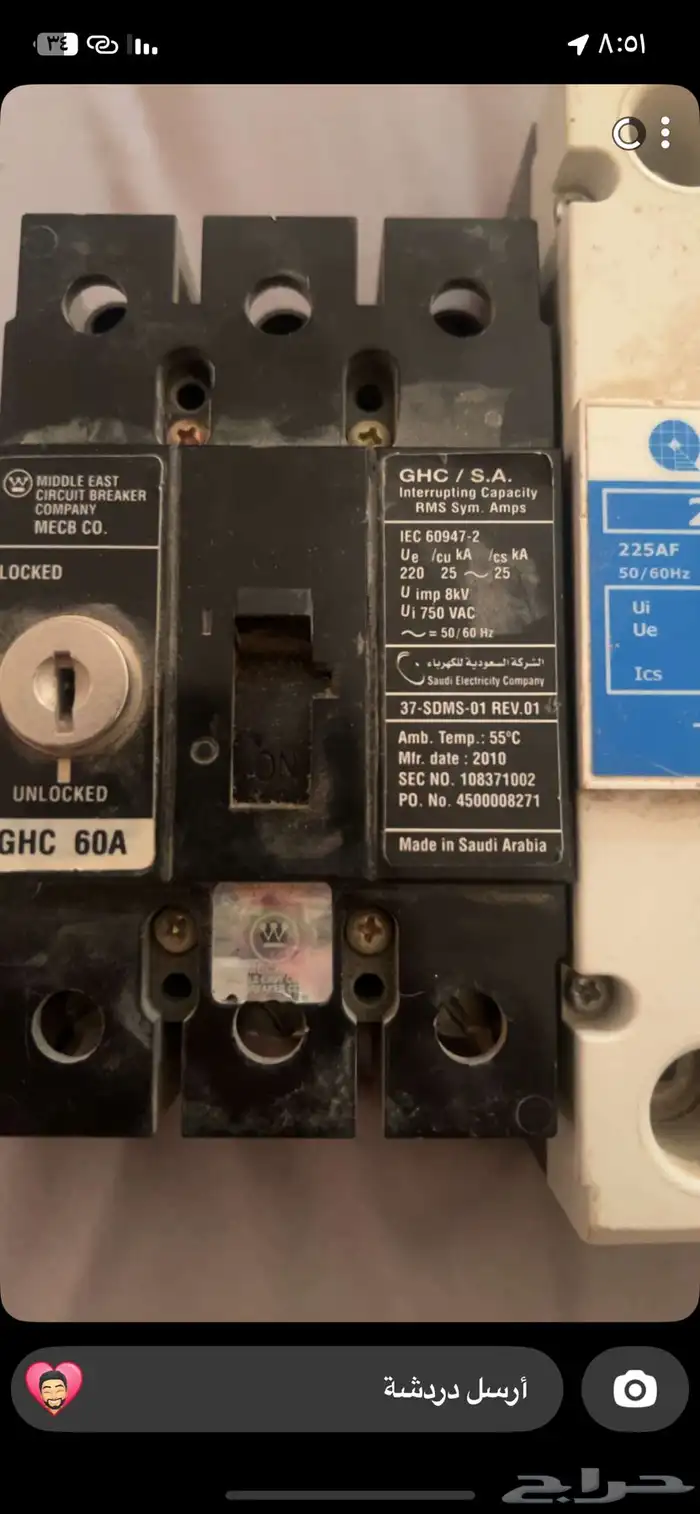 ٣٤
٨:٥١
MIDDLE EAST
CIRCUIT BREAKER
COMPANY
MECB CO.
LOCKED
UNLOCKED
GHC 60A
ON
GHC / S.A.
Interrupting Capacity
RMS Sym. Amps
IEC 60947-2
Ue /cu kA /cs kA
220 25 ~ 25
U imp 8kV
Ui 750 VAC
~ = 50/60 Hz
الشركة السعودية للكهرباء
Saudi Electricity Company
37-SDMS-01 REV.01
Amb. Temp.: 55°C
Mfr. date : 2010
SEC NO. 108371002
PO. No. 4500008271
Made in Saudi Arabia
225AF
50/60Hz
Ui
Ue
Ics
أرسل دردشة
حراج